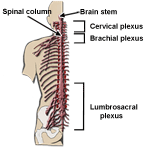 Spinal column
Brain stem
Cervical plexus
Brachial plexus
Lumbrosacral
plexus